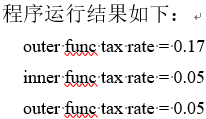 程序运行结果如下：
outer func tax rate = 0.17
inner func tax rate = 0.05
outer func tax rate = 0.05